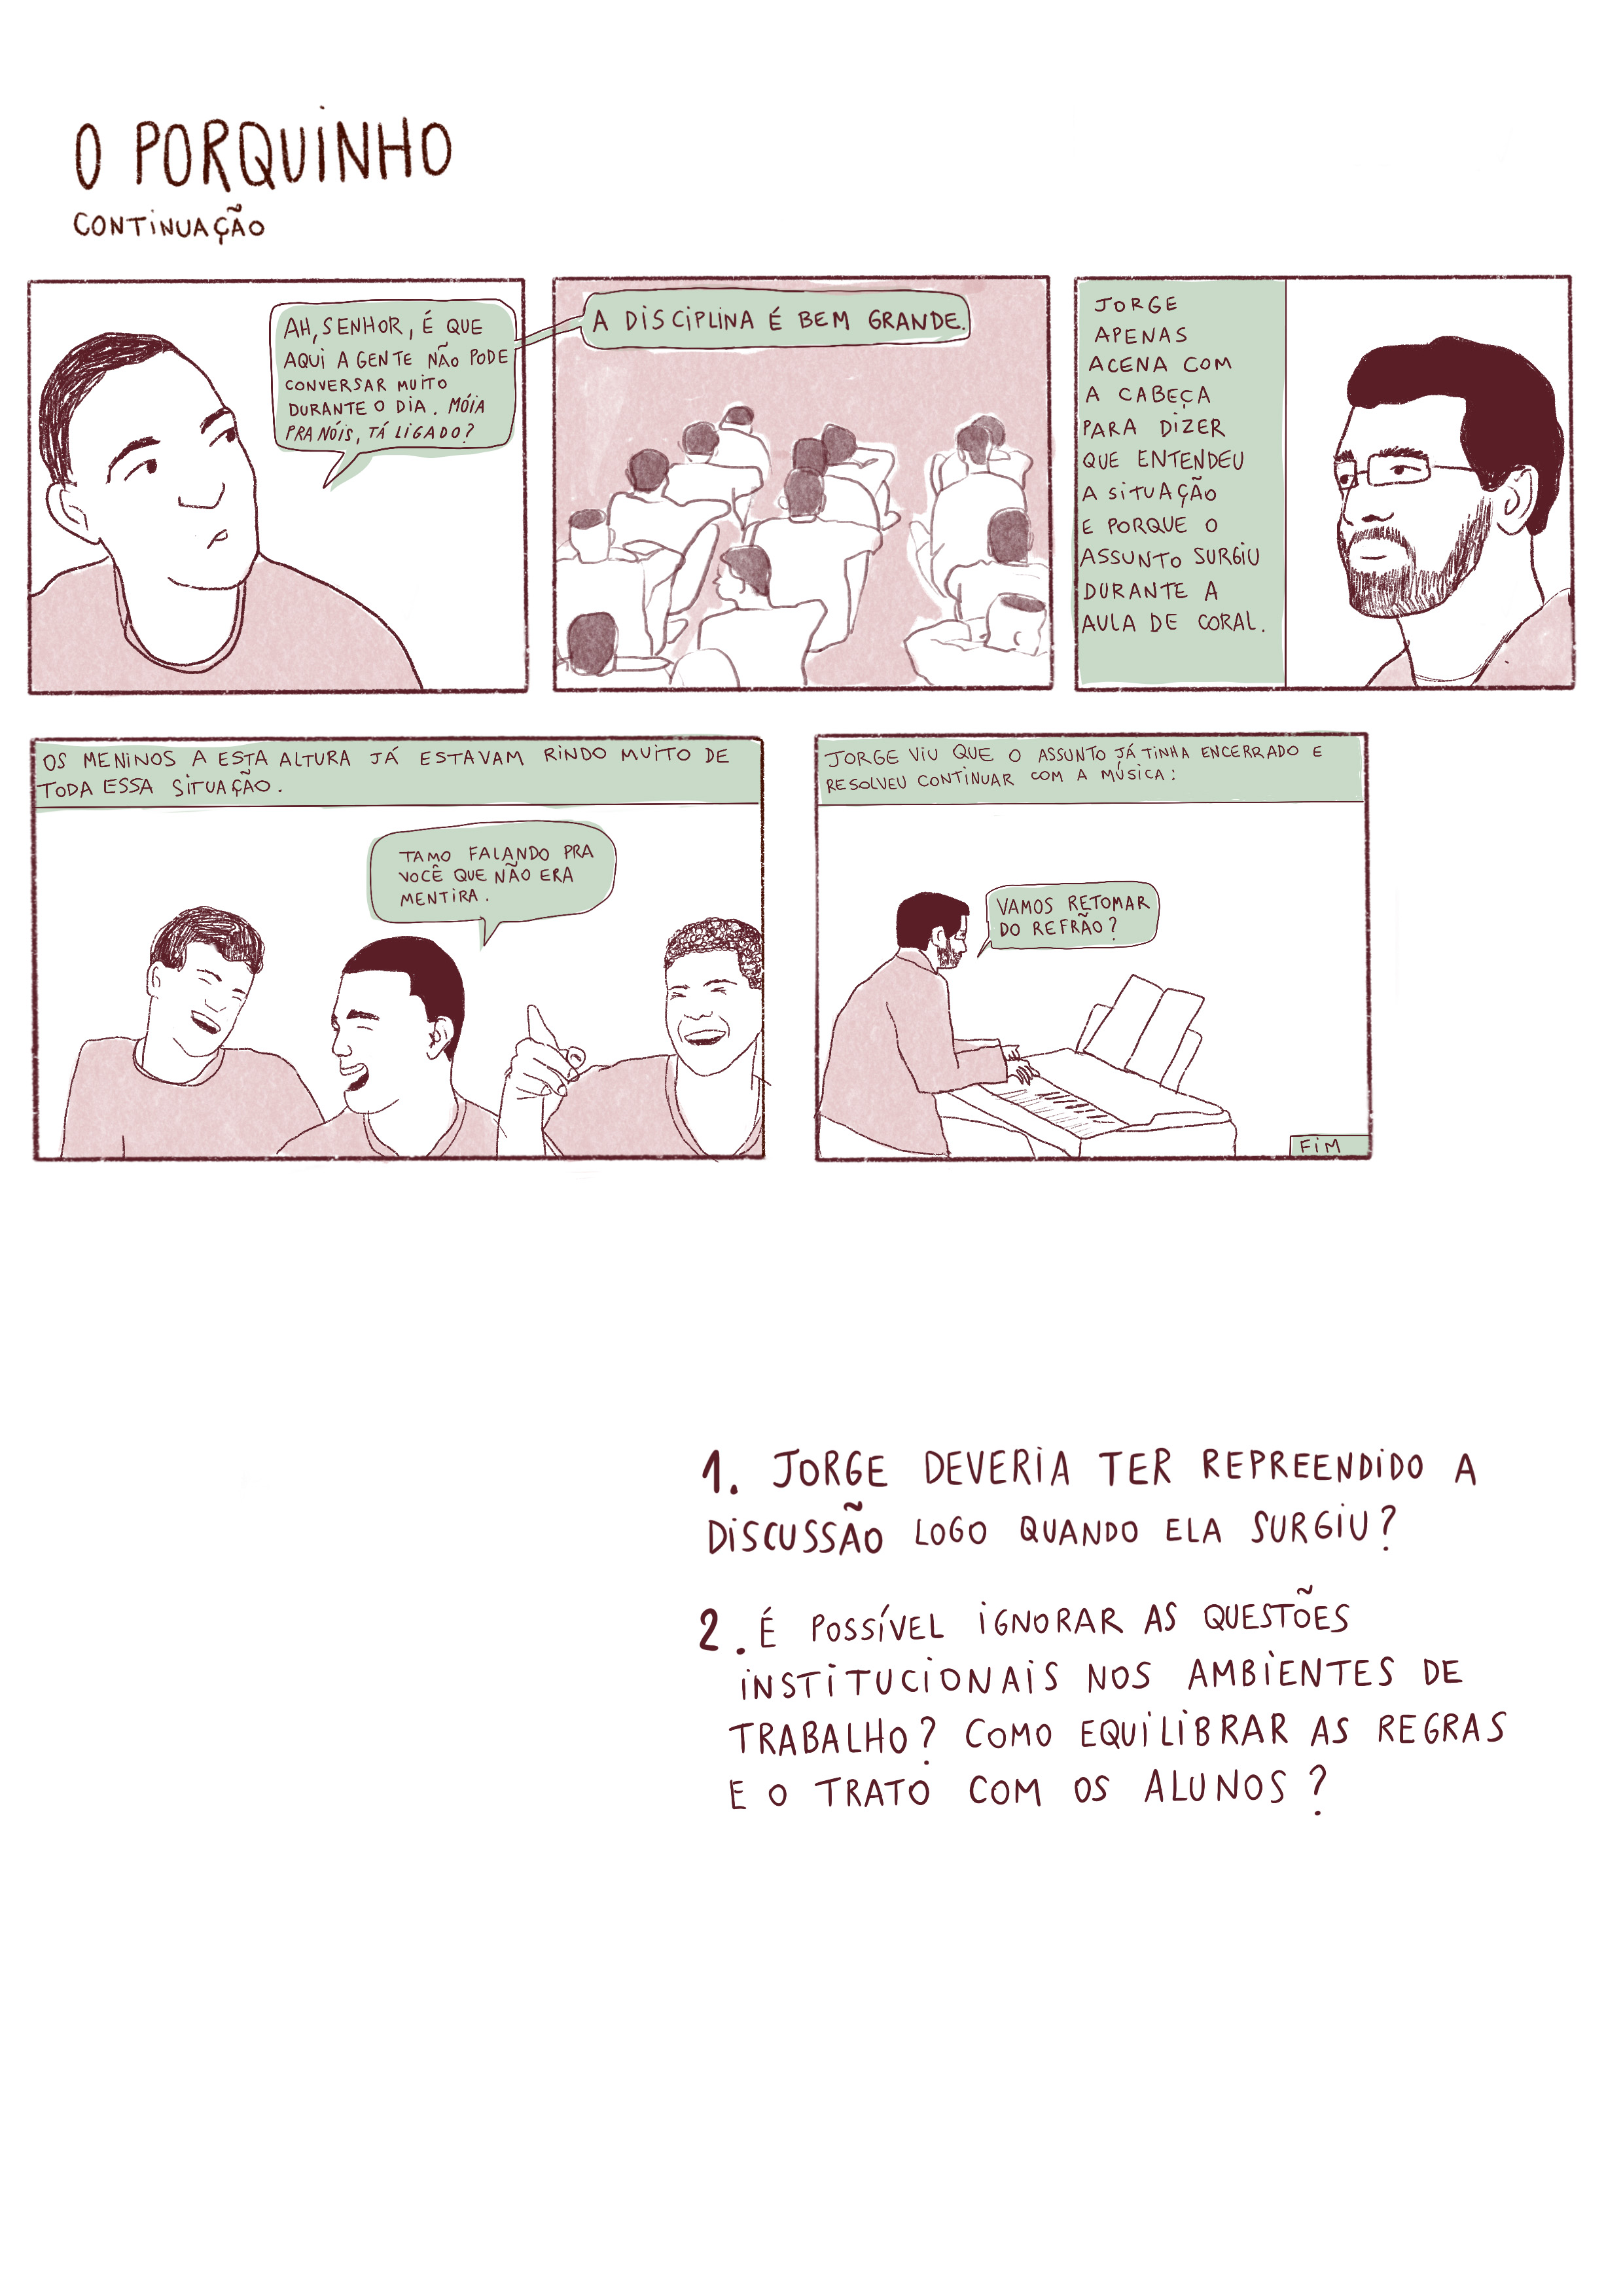 O PORQUINHO
CONTINUAÇÃO
AH, SENHOR, É QUE
AQUI A GENTE NÃO PODE
CONVERSAR MUITO
DURANTE O DIA. MÓIA
PRA NÓIS, TÁ LIGADO?
A DISCIPLINA É BEM GRANDE.
JORGE
APENAS
ACENA COM
A CABEÇA
PARA DIZER
QUE ENTENDEU
A SITUAÇÃO
E PORQUE O
ASSUNTO SURGIU
DURANTE A
AULA DE CORAL.
OS MENINOS A ESTA ALTURA JÁ ESTAVAM RINDO MUITO DE
TODA ESSA SITUAÇÃO.
TAMO FALANDO PRA
VOCÊ QUE NÃO ERA
MENTIRA.
JORGE VIU QUE O ASSUNTO JÁ TINHA ENCERRADO E
RESOLVEU CONTINUAR COM A MÚSICA:
VAMOS RETOMAR
DO REFRÃO?
FIM
1. JORGE DEVERIA TER REPREENDIDO A
DISCUSSÃO LOGO QUANDO ELA SURGIU?
2. É POSSÍVEL IGNORAR AS QUESTÕES
INSTITUCIONAIS NOS AMBIENTES DE
TRABALHO? COMO EQUILIBRAR AS REGRAS
E O TRATO COM OS ALUNOS?